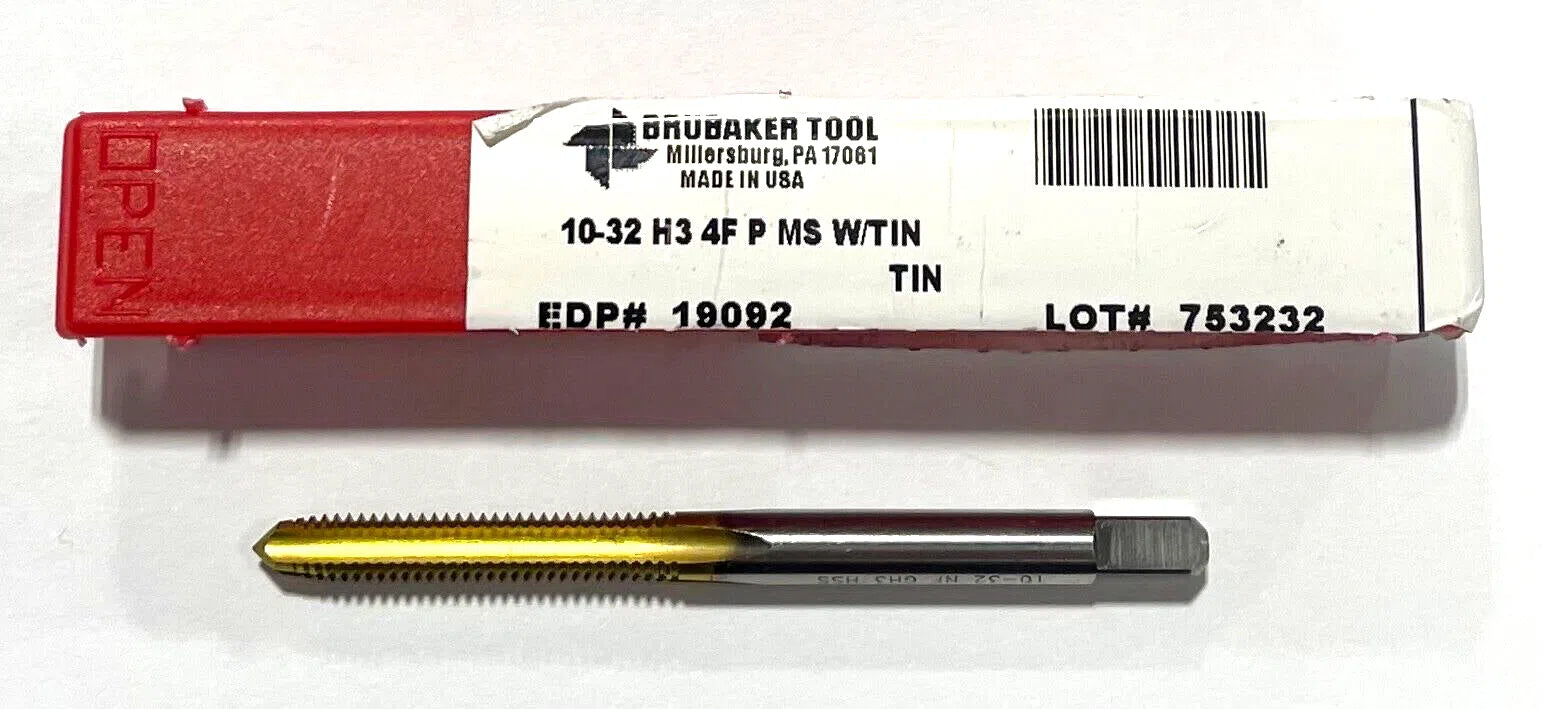 OPEN
BRUBAKER TOOL
Millersburg, PA 17061
MADE IN USA
10-32 H3 4F P MS W/TIN
TIN
EDP# 19092
LOT# 753232
10-32 NF GH3 HSS